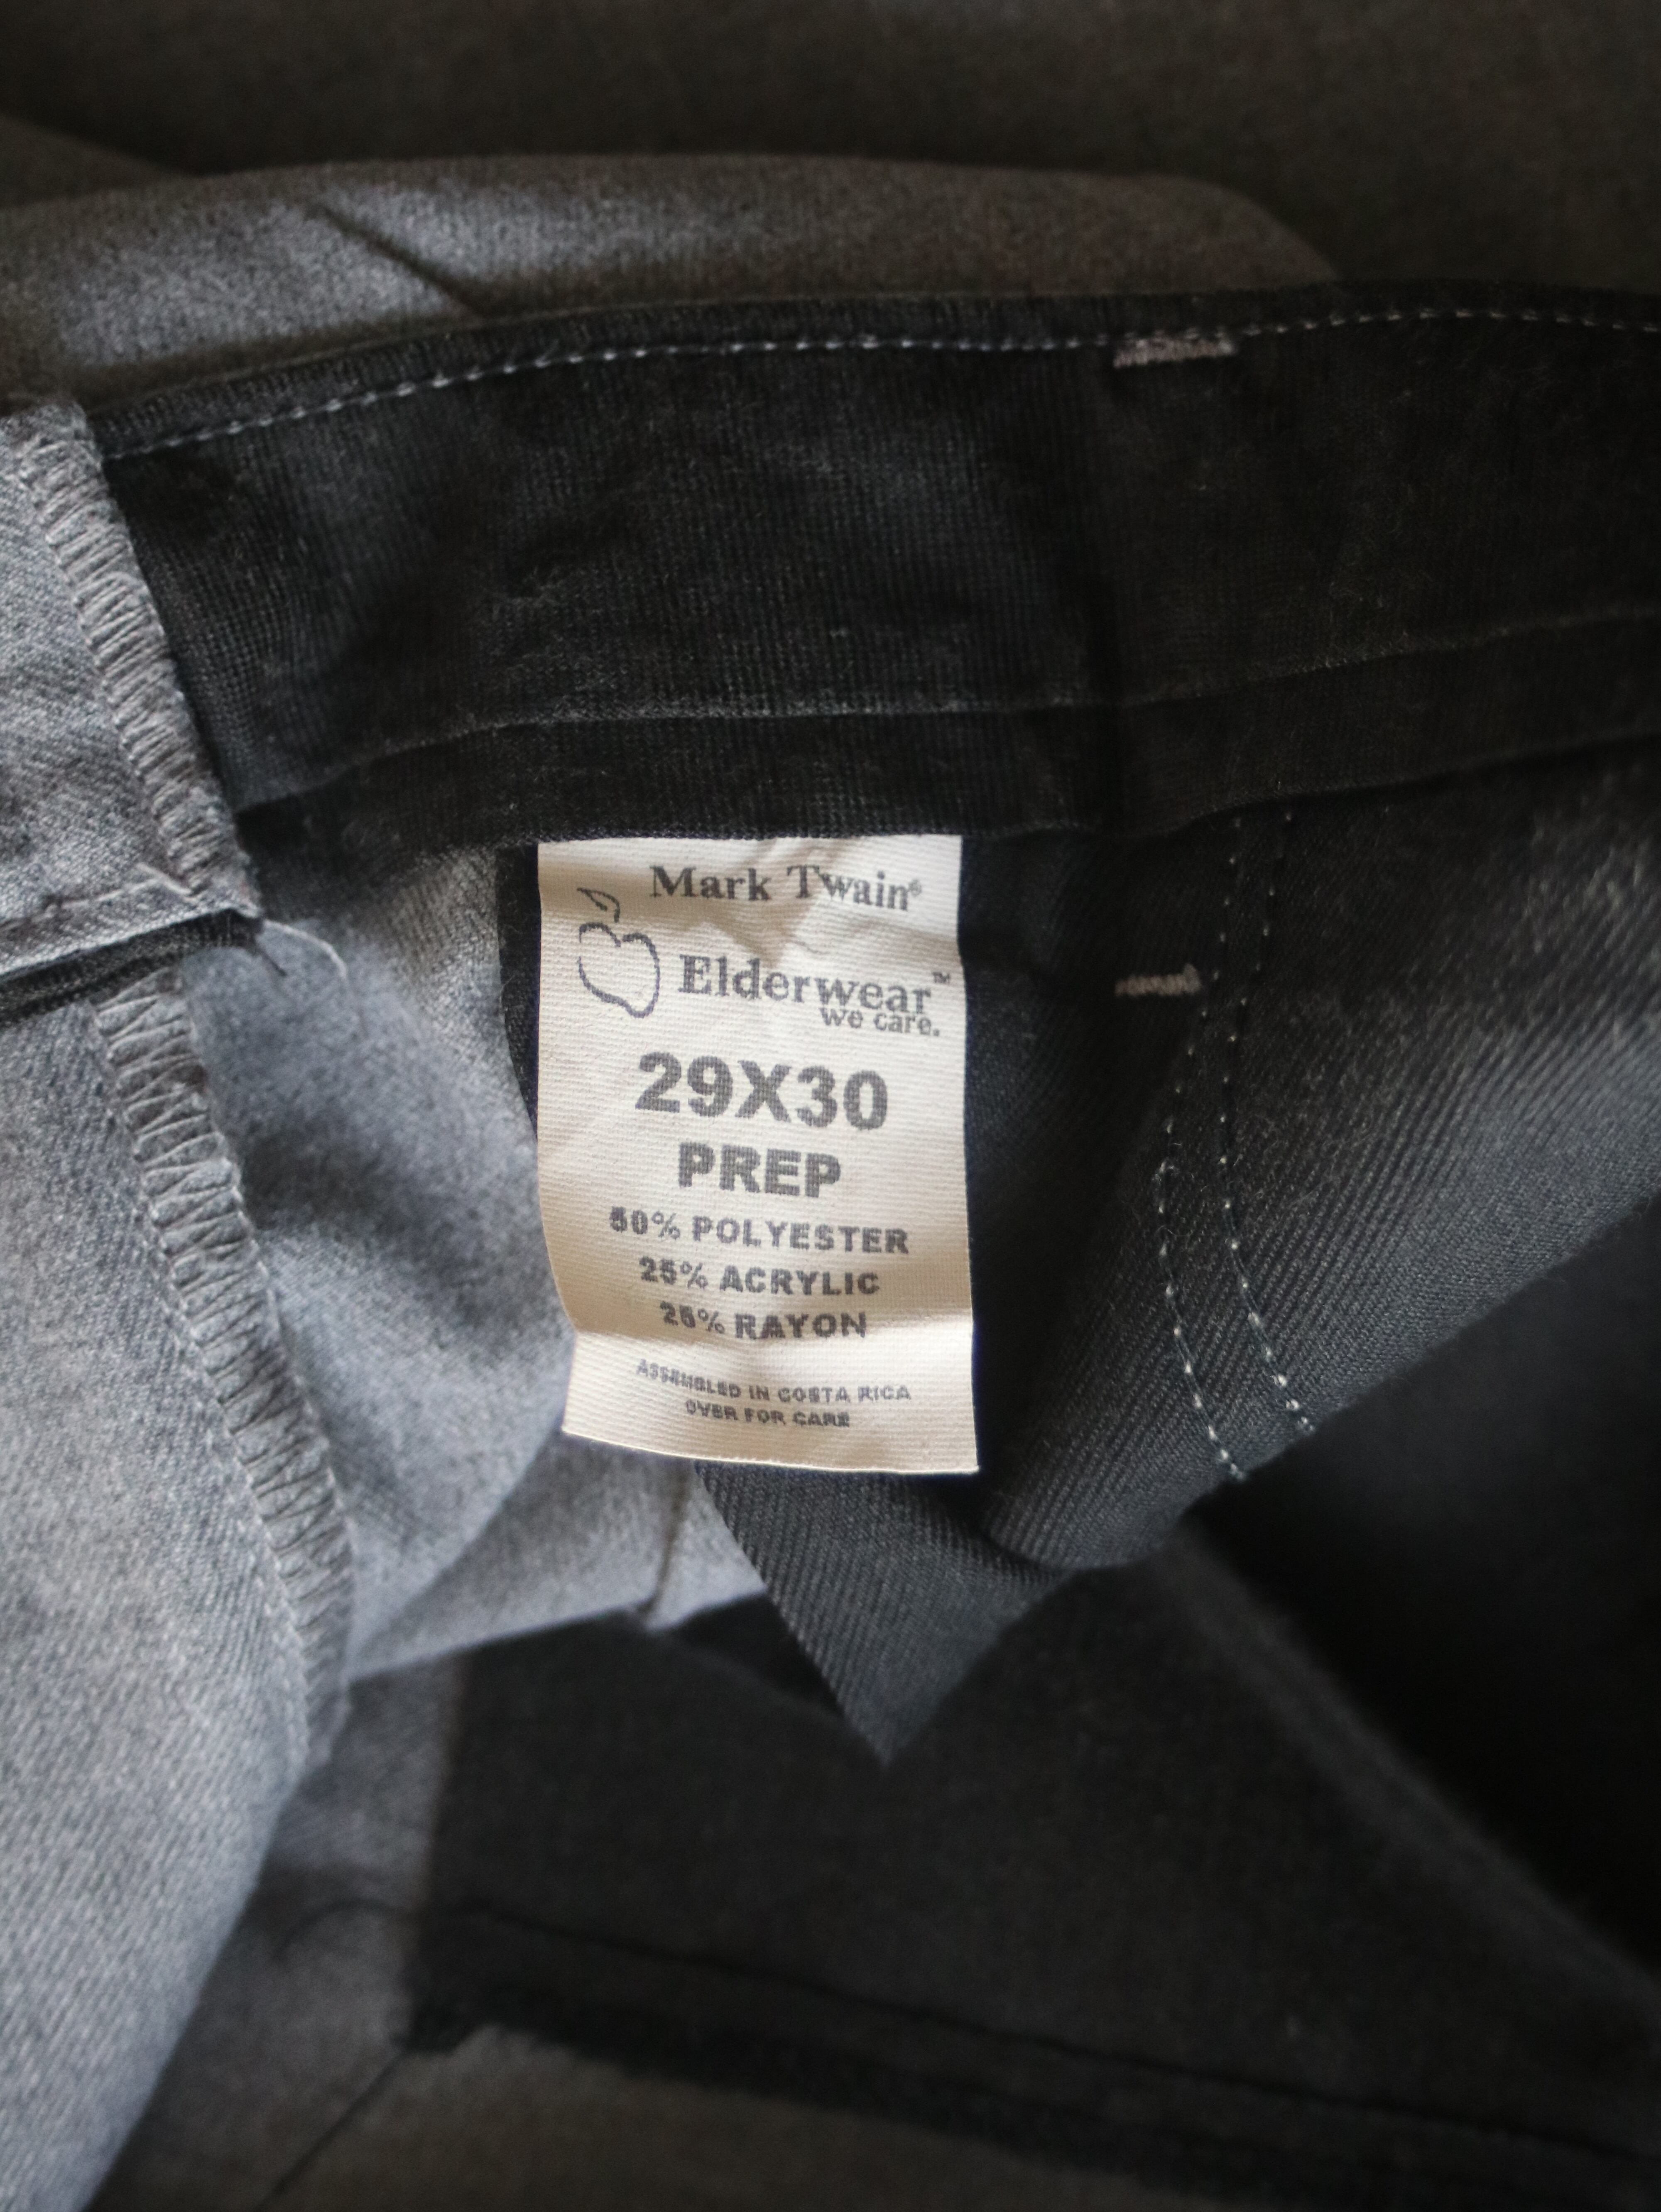 Mark Twain®
Elderwear™
we care.
29X30
PREP
50% POLYESTER
25% ACRYLIC
25% RAYON
ASSEMBLED IN COSTA RICA
OVER FOR CARE